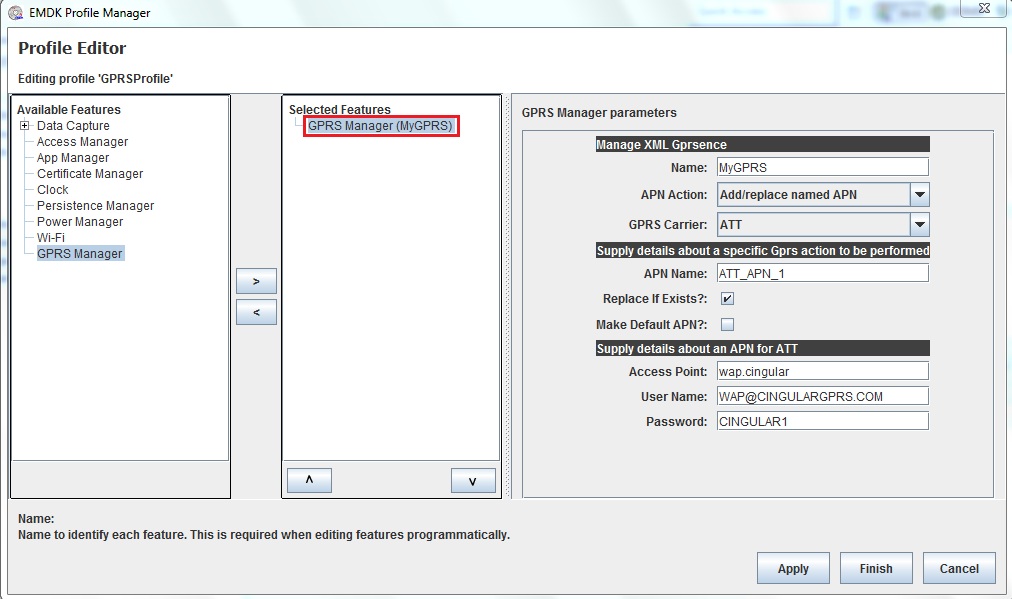 EMDK Profile Manager
Profile Editor
Editing profile 'GPRSProfile'
Available Features
Data Capture
Access Manager
App Manager
Certificate Manager
Clock
Persistence Manager
Power Manager
Wi-Fi
GPRS Manager
>
<
Selected Features
GPRS Manager (MyGPRS)
^
v
GPRS Manager parameters
Manage XML Gprsence
Name: MyGPRS
APN Action: Add/replace named APN
GPRS Carrier: ATT
Supply details about a specific Gprs action to be performed
APN Name: ATT_APN_1
Replace If Exists?:
Make Default APN?:
Supply details about an APN for ATT
Access Point: wap.cingular
User Name: WAP@CINGULARGPRS.COM
Password: CINGULAR1
Name:
Name to identify each feature. This is required when editing features programmatically.
Apply Finish Cancel